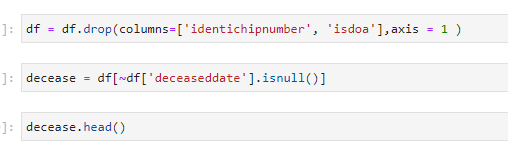 ]: df = df.drop(columns=['identichipnumber', 'isdoa'],axis = 1 )
]: decease = df[~df['deceaseddate'].isnull()]
]: decease.head()